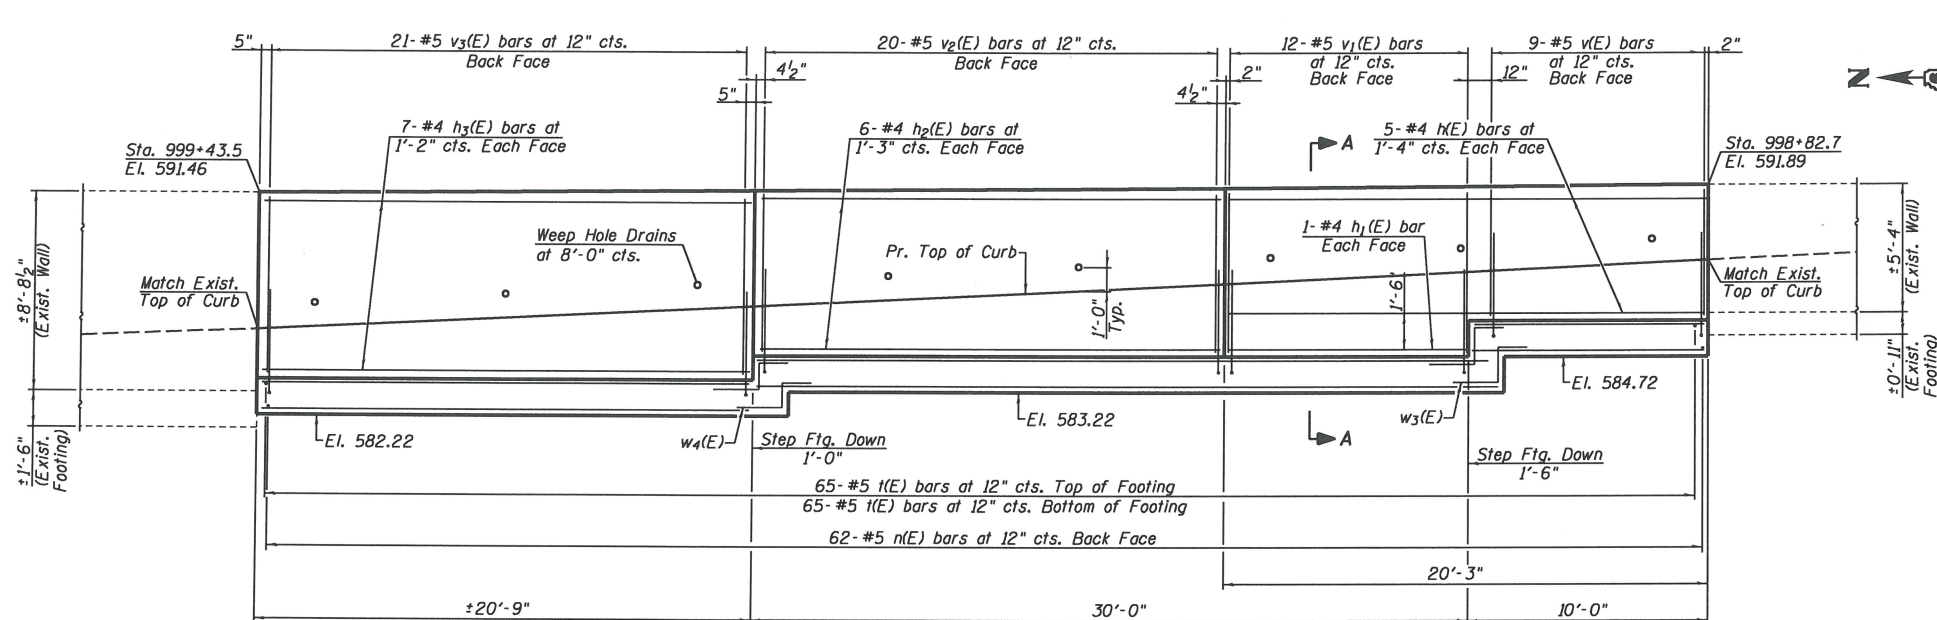 5"
21-#5 v3(E) bars at 12" cts.
Back Face
20-#5 v2(E) bars at 12" cts.
Back Face
12-#5 v1(E) bars
at 12" cts.
Back Face
9-#5 v(E) bars
at 12" cts.
Back Face
2"
4½"
5"
2"
4½"
12"
N
7-#4 h3(E) bars at
1'-2" cts. Each Face
6-#4 h2(E) bars at
1'-3" cts. Each Face
A
5-#4 h(E) bars at
1'-4" cts. Each Face
Sta. 999+43.5
El. 591.46
Sta. 998+82.7
El. 591.89
±8'-8½"
(Exist. Wall)
Weep Hole Drains
at 8'-0" cts.
Pr. Top of Curb
1-#4 h1(E) bar
Each Face
±5'-4"
(Exist. Wall)
Match Exist.
Top of Curb
1'-0"
Typ.
1'-6"
Match Exist.
Top of Curb
±1'-6"
(Exist.
Footing)
±0'-11"
(Exist.
Footing)
El. 582.22
w4(E)
Step Ftg. Down
1'-0"
El. 583.22
A
w3(E)
El. 584.72
Step Ftg. Down
1'-6"
65-#5 t(E) bars at 12" cts. Top of Footing
65-#5 t(E) bars at 12" cts. Bottom of Footing
62-#5 n(E) bars at 12" cts. Back Face
20'-3"
±20'-9"
30'-0"
10'-0"